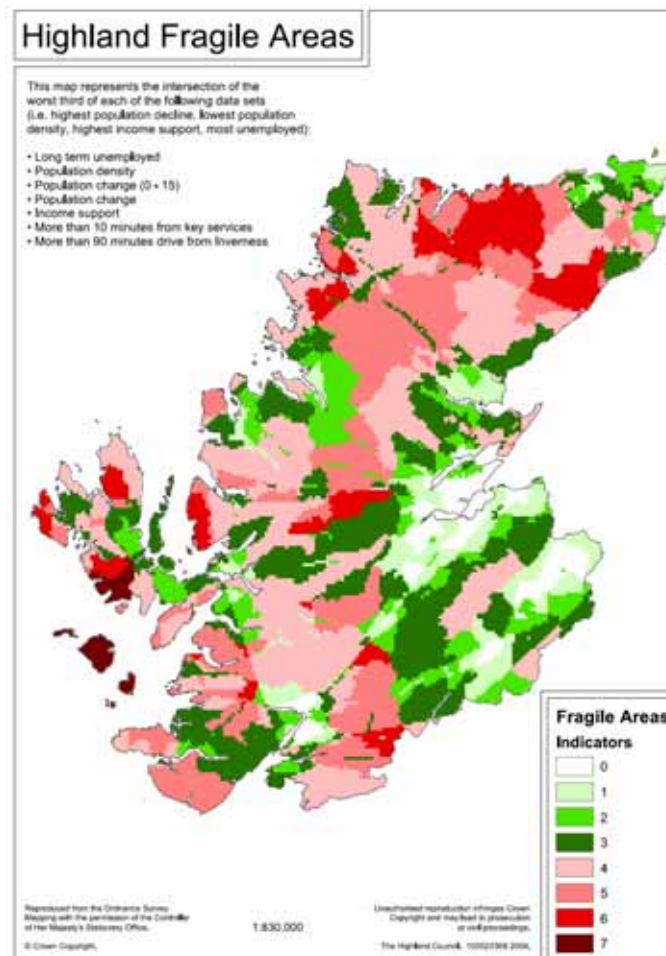 Highland Fragile Areas
This map represents the intersection of the
worst third of each of the following data sets
(i.e. highest population decline, lowest population
density, highest income support, most unemployed):
• Long term unemployed
• Population density
• Population change (0 - 15)
• Population change
• Income support
• More than 10 minutes from key services
• More than 90 minutes drive from Inverness
Fragile Areas
Indicators
0
1
2
3
4
5
6
7
Reproduced from the Ordnance Survey
Mapping with the permission of the Controller
of Her Majesty's Stationery Office.
© Crown Copyright.
1:830,000
Unauthorised reproduction infringes Crown
Copyright and may lead to prosecution
or civil proceedings.
The Highland Council, 2004.